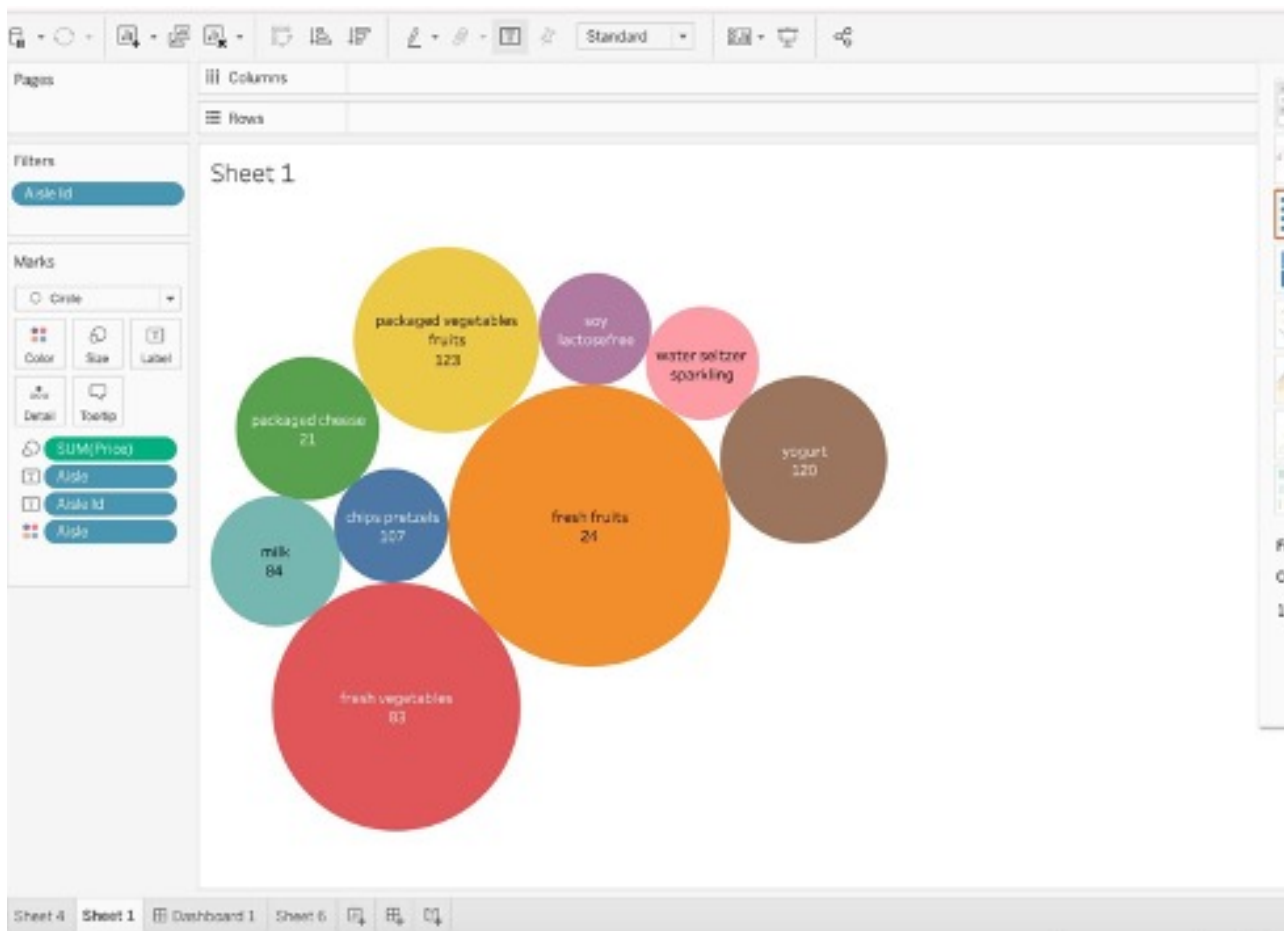 Standard
Pages
Columns
Rows
Filters
Aisle Id
Sheet 1
Marks
Circle
Color
Size
Label
Detail
Tooltip
SUM(Price)
Aisle
Aisle Id
Aisle
packaged vegetables
fruits
123
soy
lactosefree
water seltzer
sparkling
packaged cheese
21
yogurt
120
chips pretzels
107
fresh fruits
24
milk
84
fresh vegetables
83
Sheet 4
Sheet 1
Dashboard 1
Sheet 6